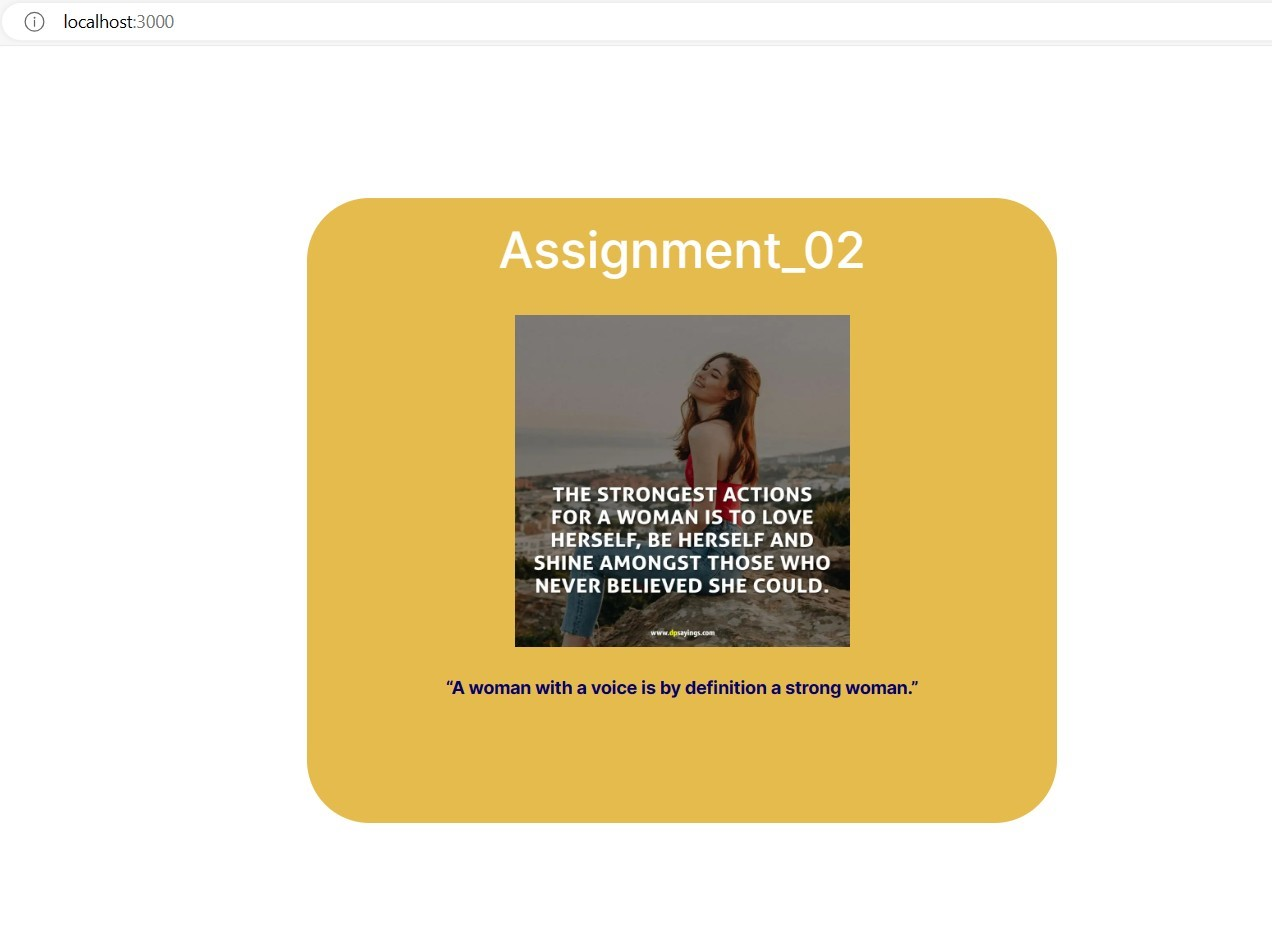 localhost:3000
Assignment_02
THE STRONGEST ACTIONS
FOR A WOMAN IS TO LOVE
HERSELF, BE HERSELF AND
SHINE AMONGST THOSE WHO
NEVER BELIEVED SHE COULD.
www.dpsayings.com
“A woman with a voice is by definition a strong woman.”